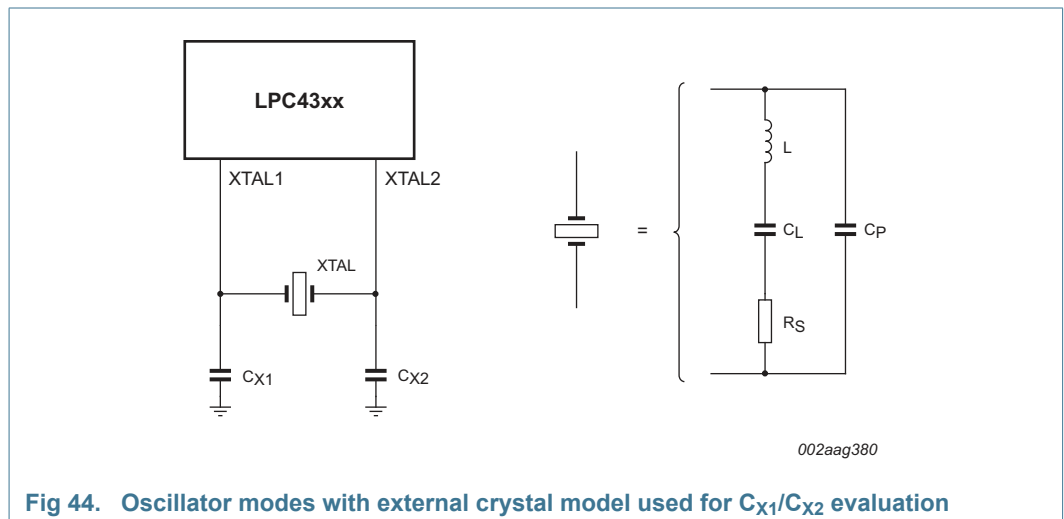 LPC43xx
XTAL1 XTAL2
XTAL
CX1 CX2
=
L
CL CP
RS
002aag380
Fig 44. Oscillator modes with external crystal model used for CX1/CX2 evaluation